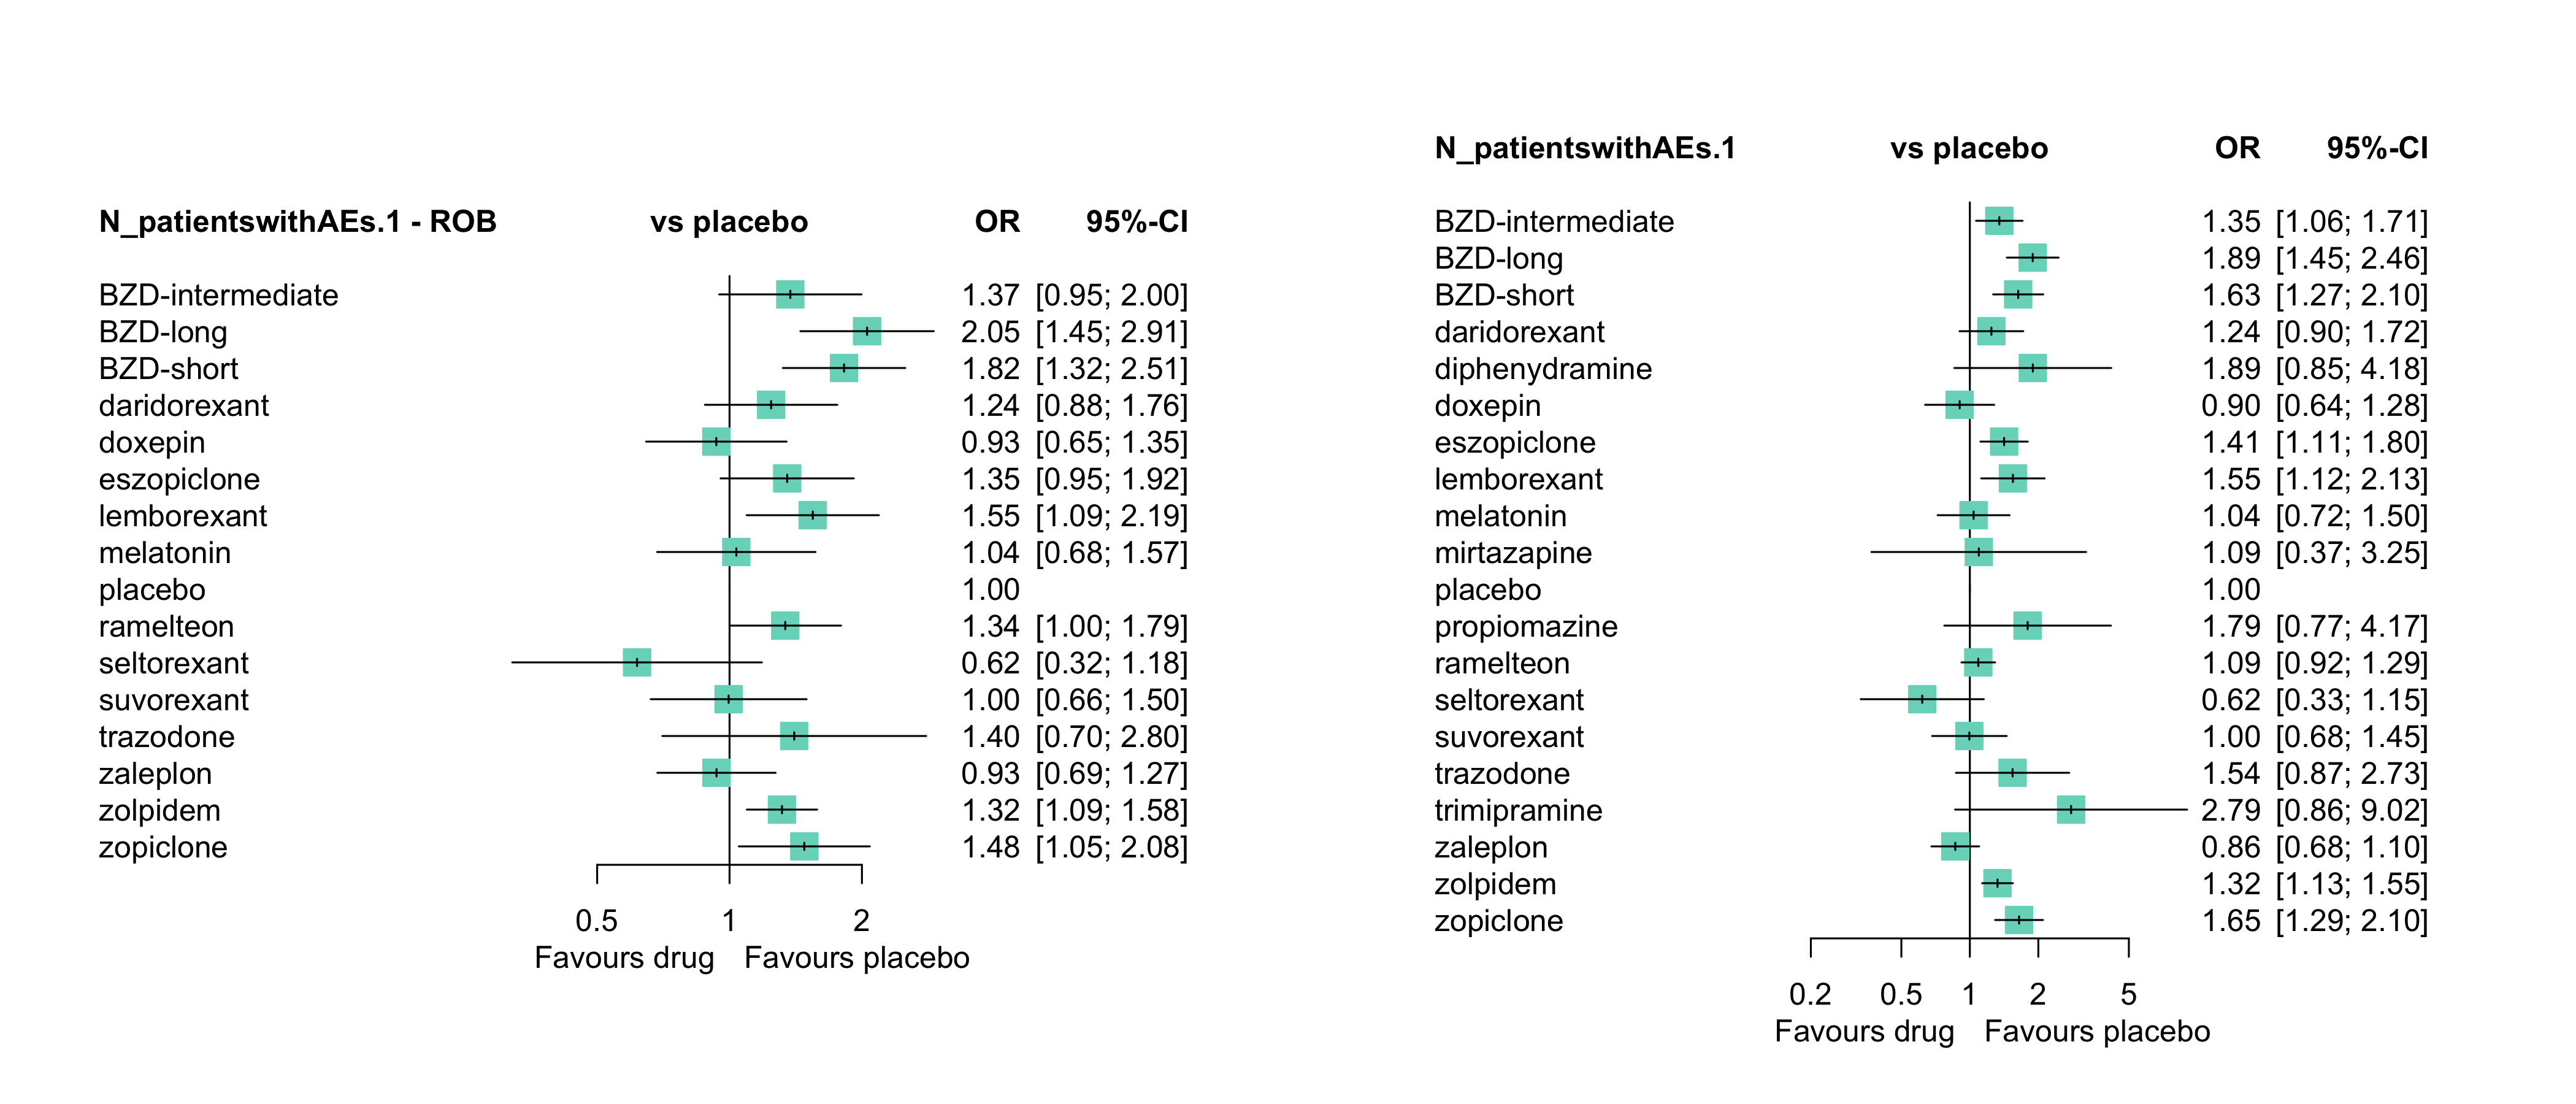 N_patientswithAEs.1 - ROB vs placebo OR 95%-CI
BZD-intermediate 1.37 [0.95; 2.00]
BZD-long 2.05 [1.45; 2.91]
BZD-short 1.82 [1.32; 2.51]
daridorexant 1.24 [0.88; 1.76]
doxepin 0.93 [0.65; 1.35]
eszopiclone 1.35 [0.95; 1.92]
lemborexant 1.55 [1.09; 2.19]
melatonin 1.04 [0.68; 1.57]
placebo 1.00
ramelteon 1.34 [1.00; 1.79]
seltorexant 0.62 [0.32; 1.18]
suvorexant 1.00 [0.66; 1.50]
trazodone 1.40 [0.70; 2.80]
zaleplon 0.93 [0.69; 1.27]
zolpidem 1.32 [1.09; 1.58]
zopiclone 1.48 [1.05; 2.08]
0.5 1 2
Favours drug Favours placebo
N_patientswithAEs.1 vs placebo OR 95%-CI
BZD-intermediate 1.35 [1.06; 1.71]
BZD-long 1.89 [1.45; 2.46]
BZD-short 1.63 [1.27; 2.10]
daridorexant 1.24 [0.90; 1.72]
diphenydramine 1.89 [0.85; 4.18]
doxepin 0.90 [0.64; 1.28]
eszopiclone 1.41 [1.11; 1.80]
lemborexant 1.55 [1.12; 2.13]
melatonin 1.04 [0.72; 1.50]
mirtazapine 1.09 [0.37; 3.25]
placebo 1.00
propiomazine 1.79 [0.77; 4.17]
ramelteon 1.09 [0.92; 1.29]
seltorexant 0.62 [0.33; 1.15]
suvorexant 1.00 [0.68; 1.45]
trazodone 1.54 [0.87; 2.73]
trimipramine 2.79 [0.86; 9.02]
zaleplon 0.86 [0.68; 1.10]
zolpidem 1.32 [1.13; 1.55]
zopiclone 1.65 [1.29; 2.10]
0.2 0.5 1 2 5
Favours drug Favours placebo